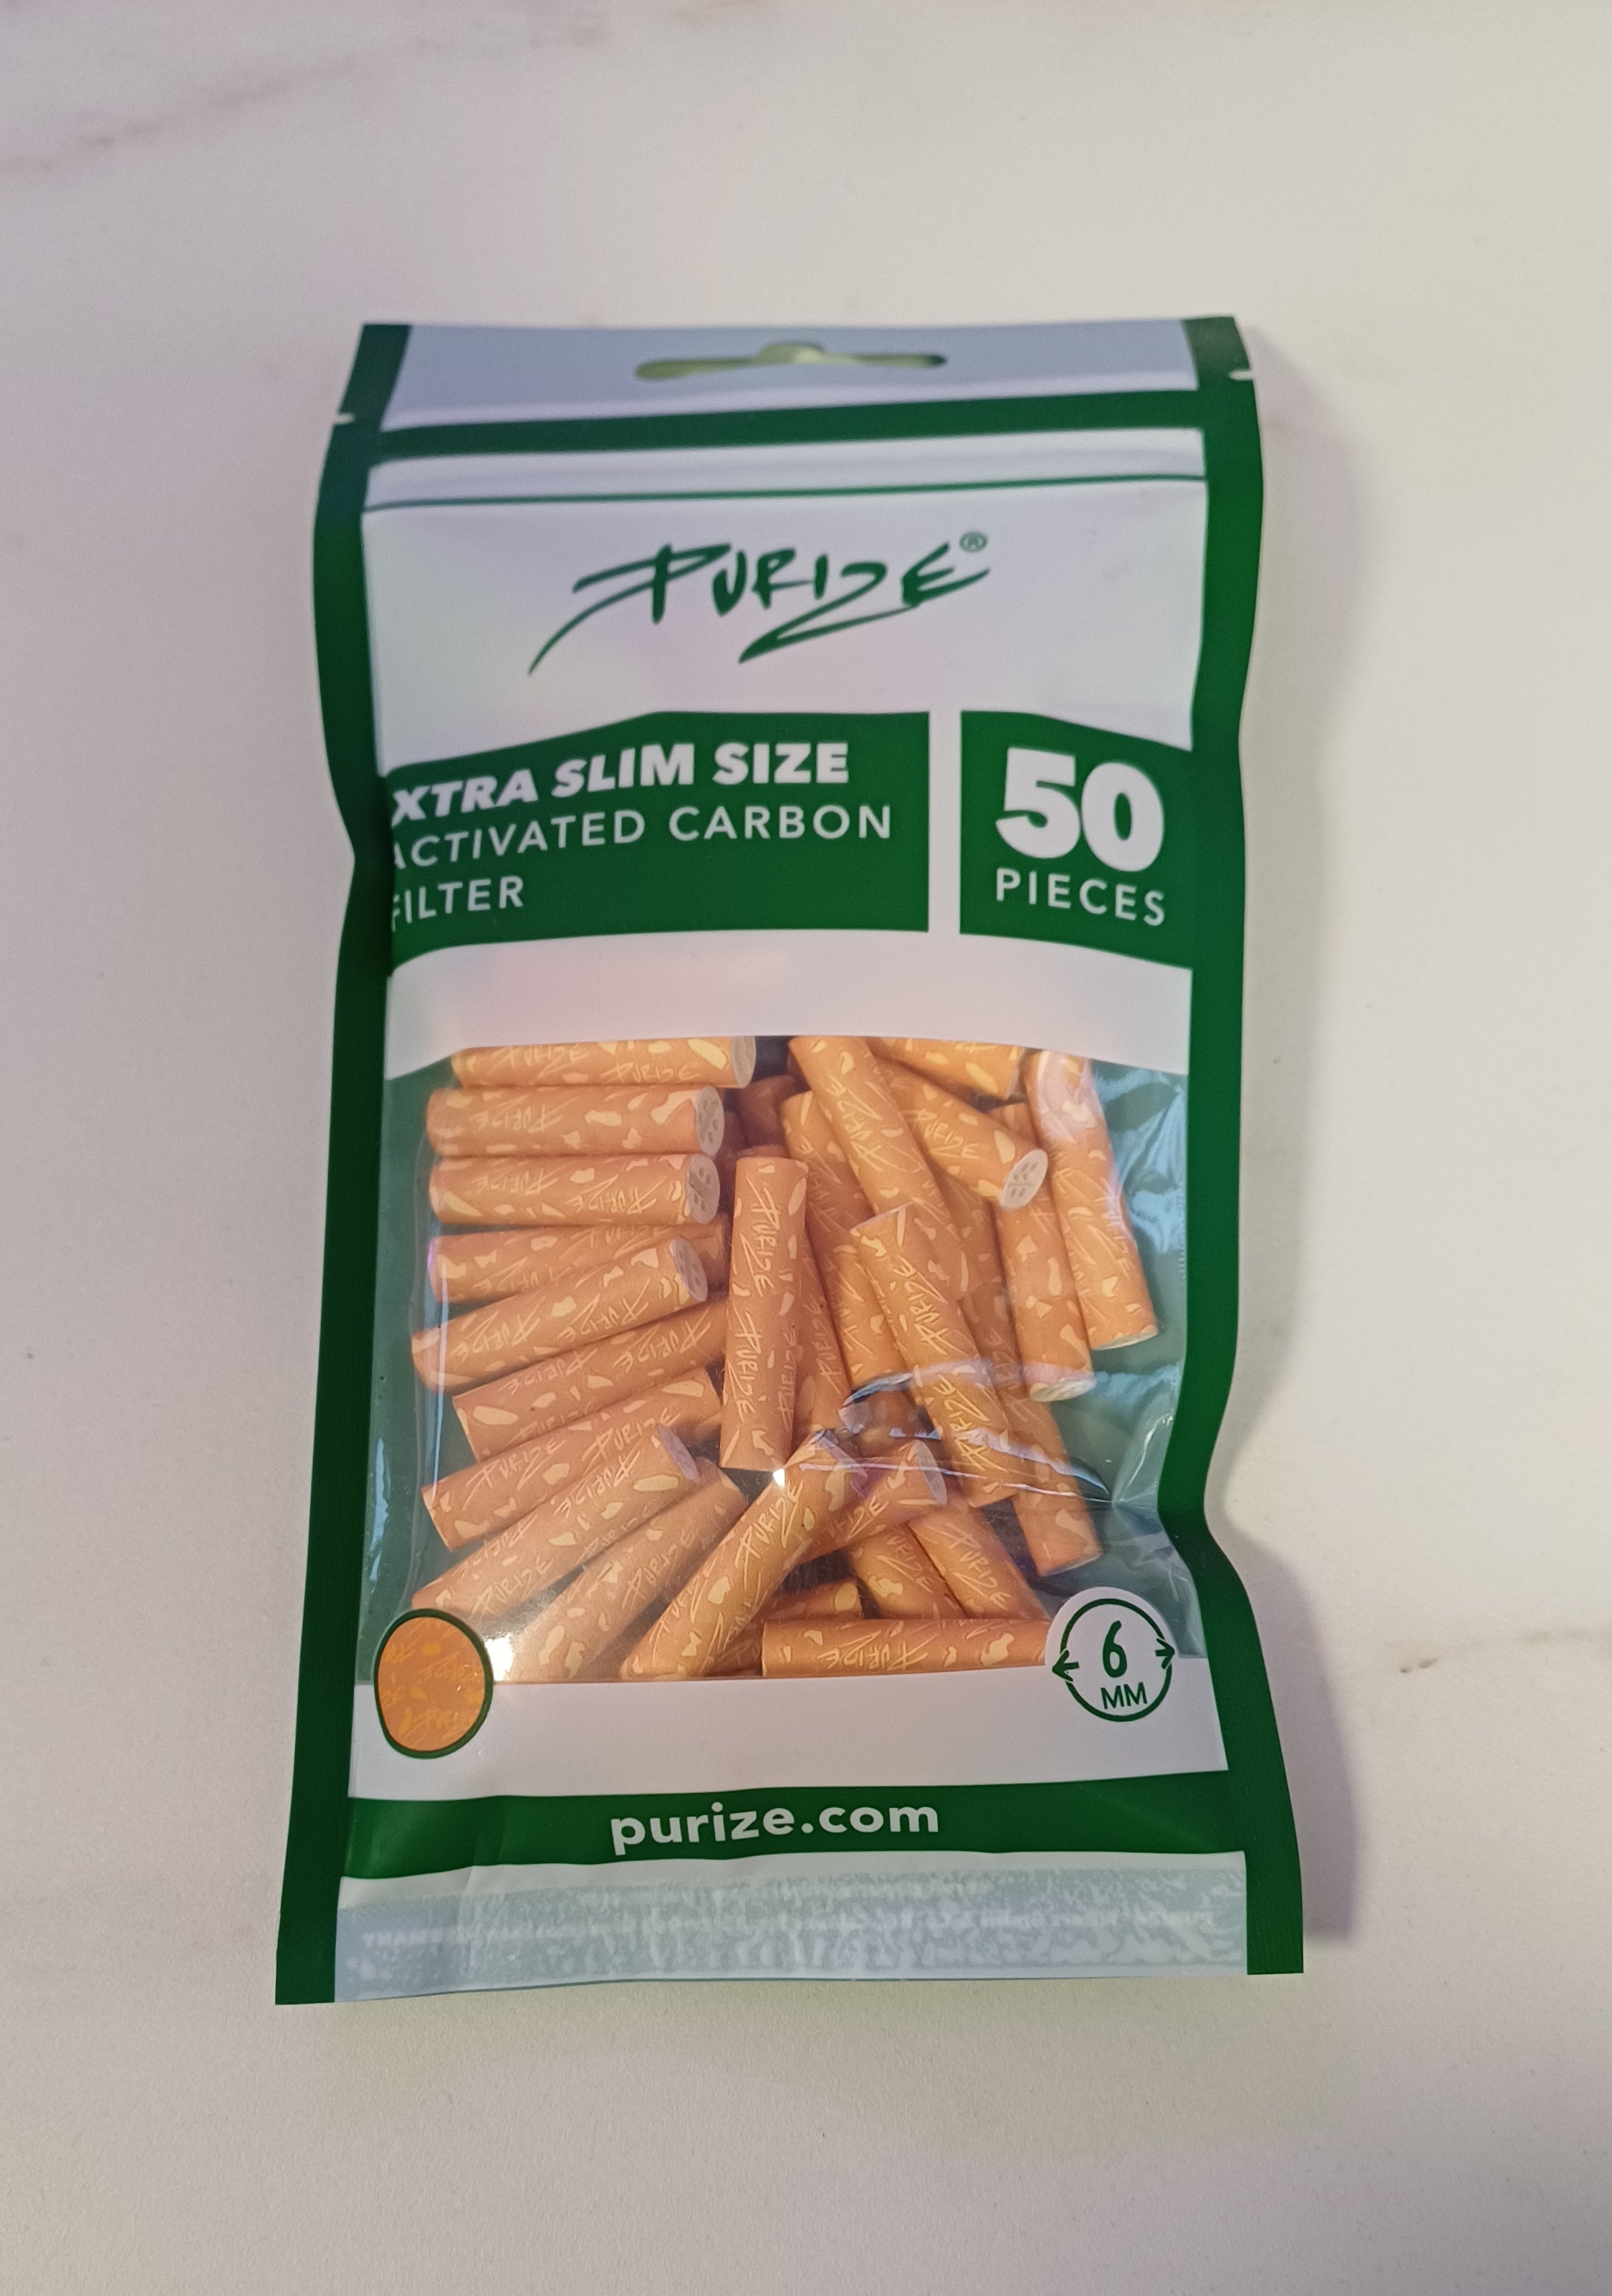 PURIZE®
XTRA SLIM SIZE
ACTIVATED CARBON
FILTER
50
PIECES
6
MM
purize.com